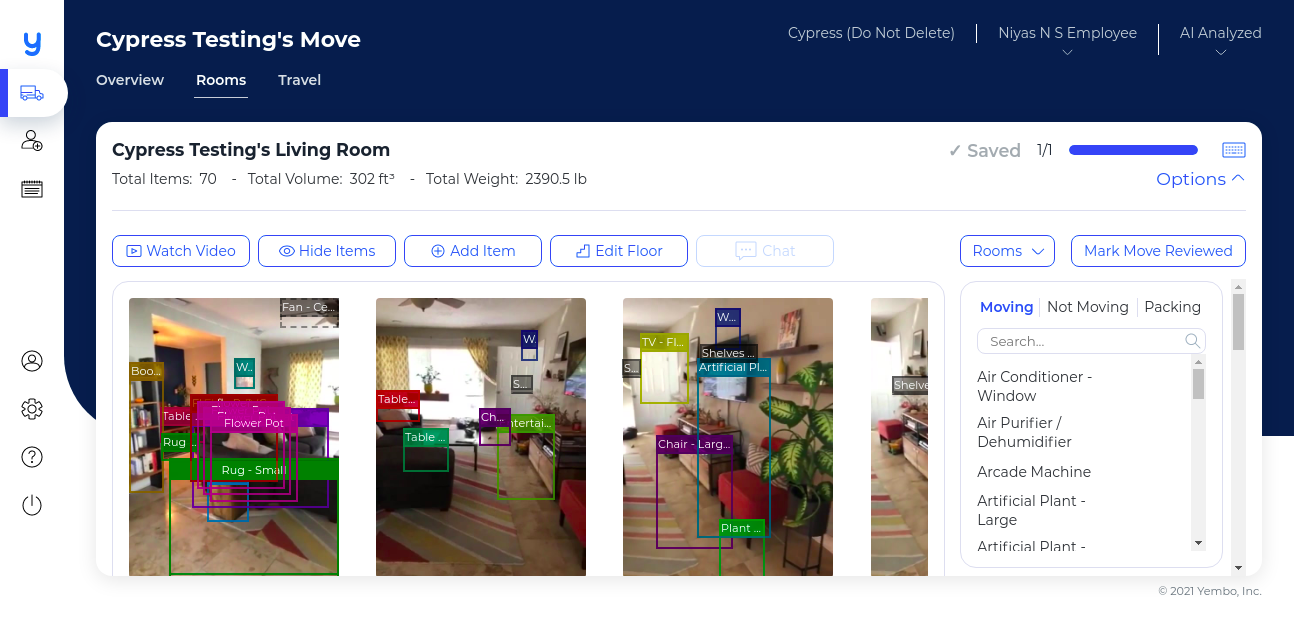 y
Cypress Testing's Move
Cypress (Do Not Delete)
Niyas N S Employee
AI Analyzed
Overview
Rooms
Travel
Cypress Testing's Living Room
✓ Saved
1/1
Total Items: 70 - Total Volume: 302 ft³ - Total Weight: 2390.5 lb
Options
Watch Video
Hide Items
Add Item
Edit Floor
Chat
Rooms
Mark Move Reviewed
Fan - Ce...
Boo...
W..
Table
Flower Pot
Rug ...
Rug - Small
W.
S...
Table...
Ch...
ntertai...
Table ...
W...
TV - Fl...
Shelves ...
S...
Artificial Pl...
Chair - Larg...
Plant ...
Shelve
Moving
Not Moving
Packing
Search...
Air Conditioner -
Window
Air Purifier /
Dehumidifier
Arcade Machine
Artificial Plant -
Large
Artificial Plant -
© 2021 Yembo, Inc.